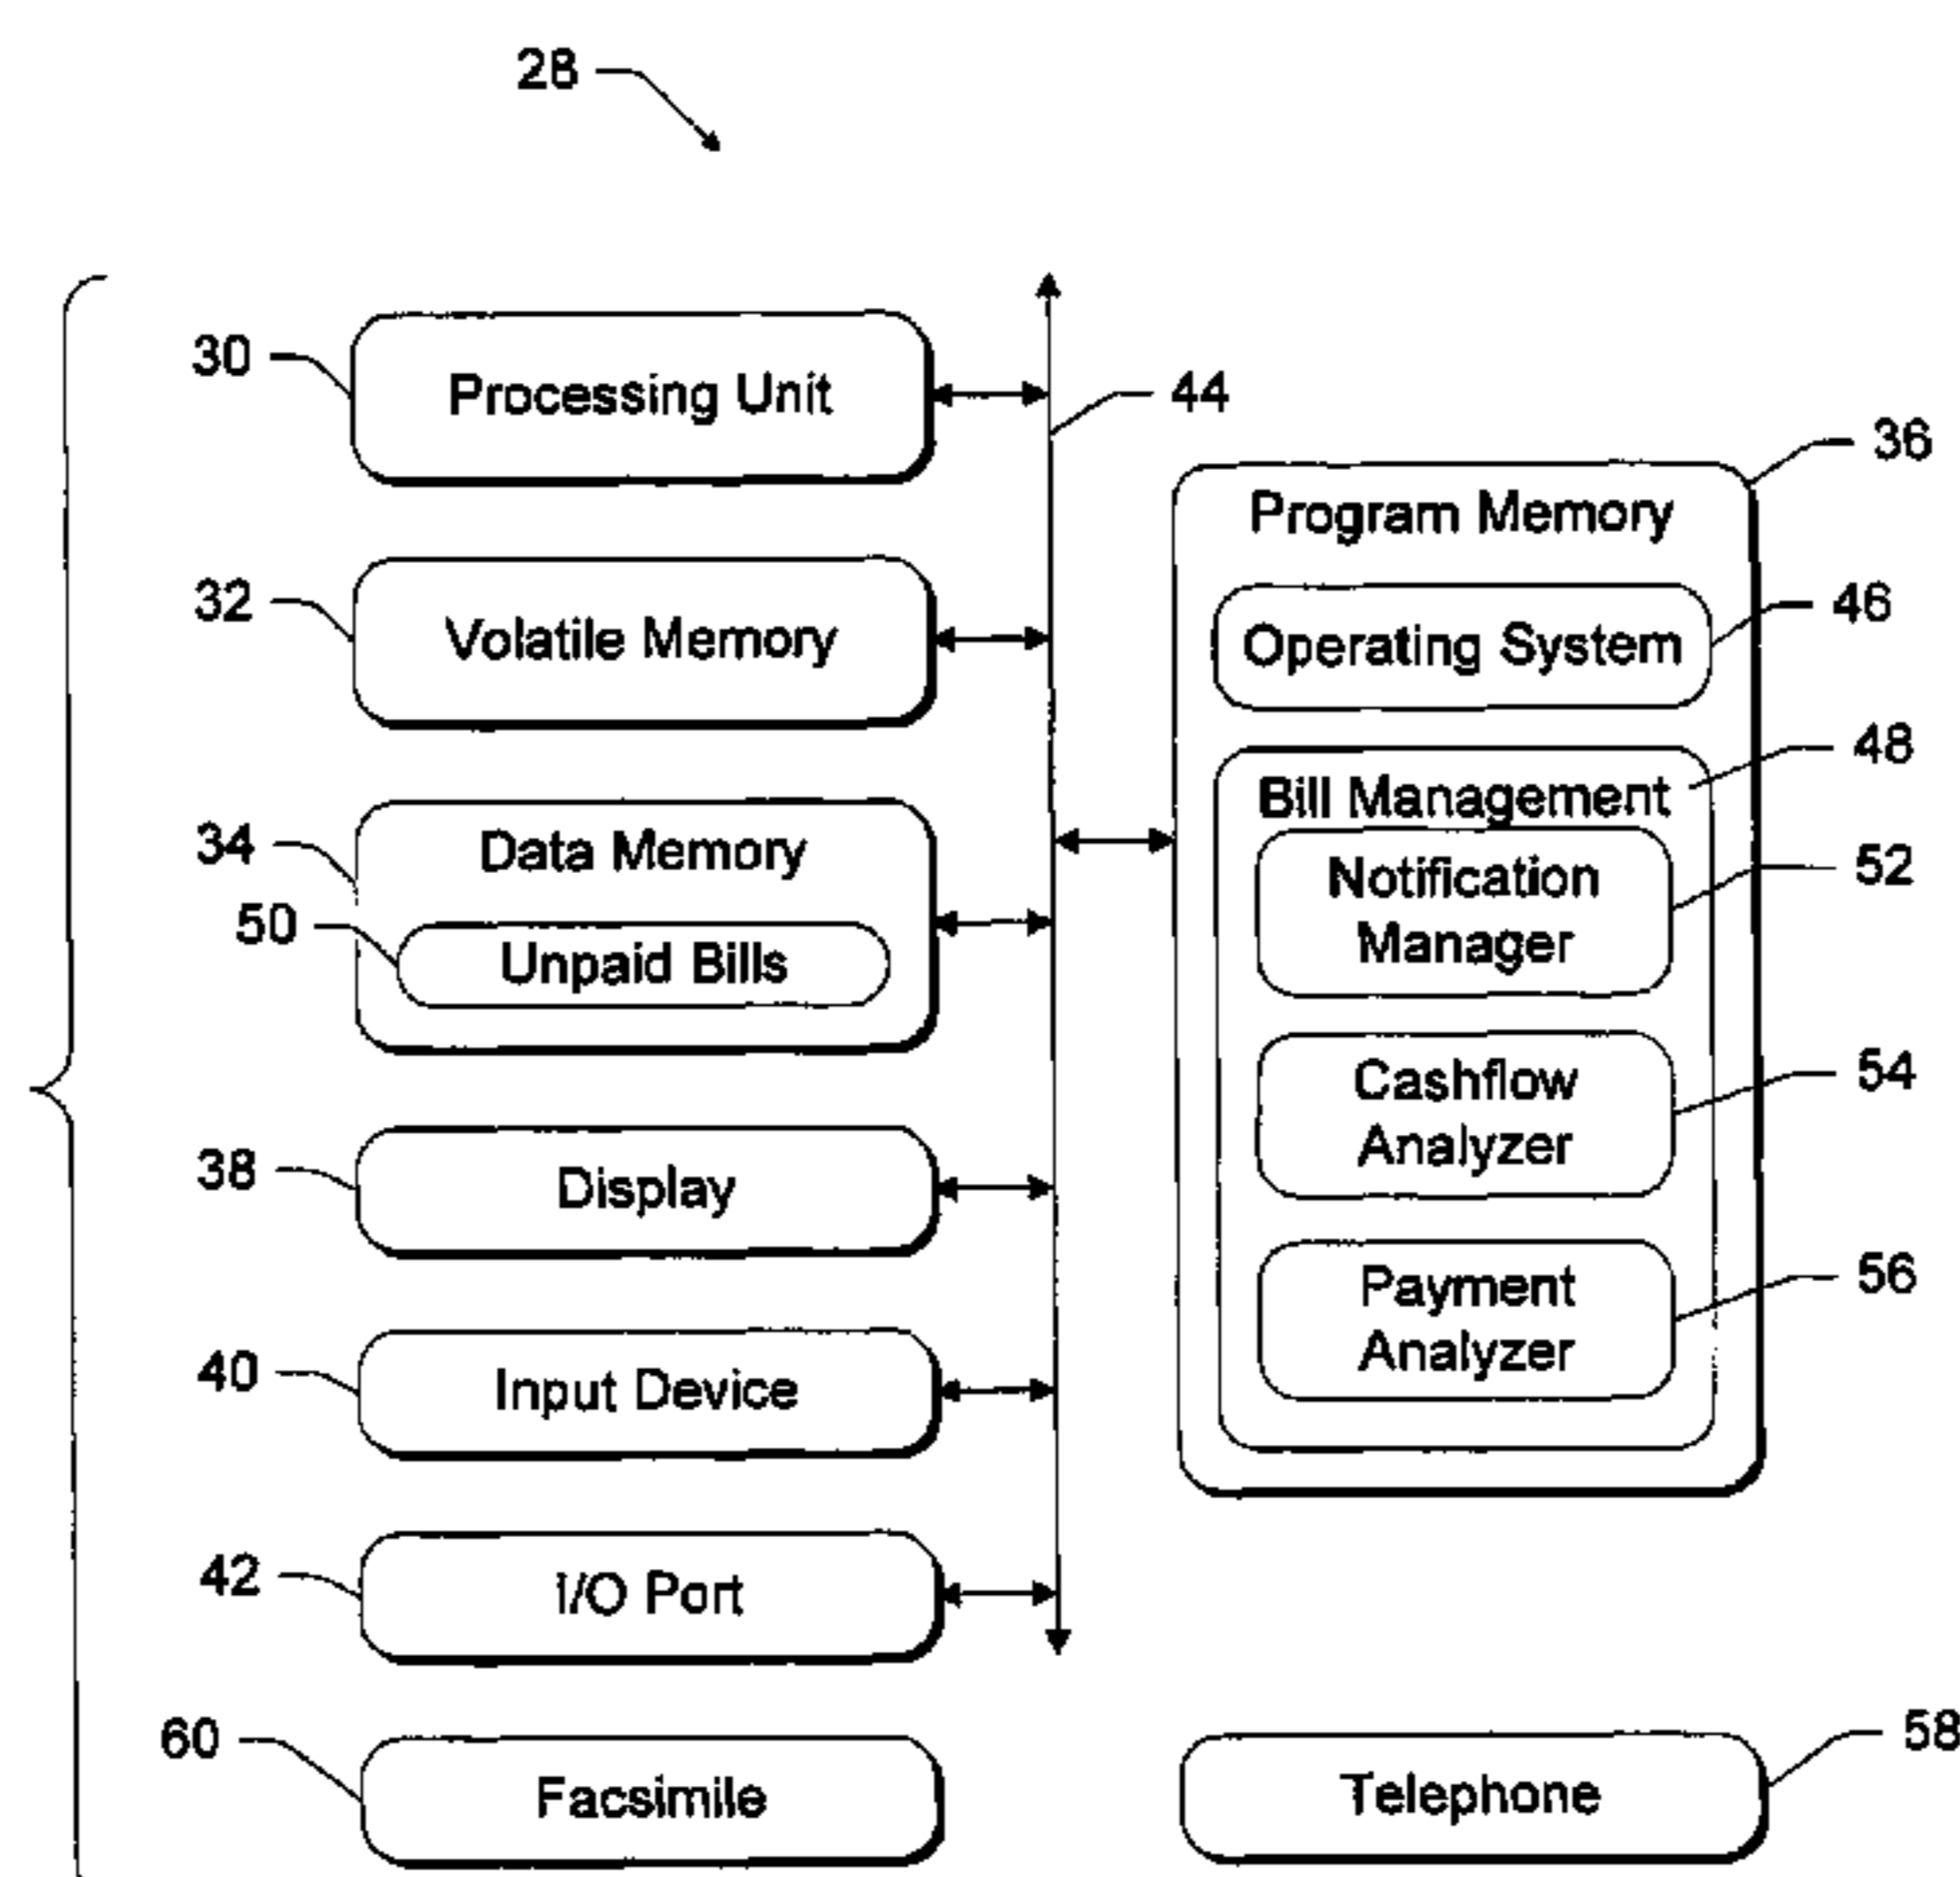 28
30
Processing Unit
44
36
Program Memory
32
Volatile Memory
46
Operating System
48
Bill Management
34
Data Memory
52
Notification
Manager
50
Unpaid Bills
54
Cashflow
Analyzer
38
Display
56
Payment
Analyzer
40
Input Device
42
I/O Port
60
Facsimile
58
Telephone